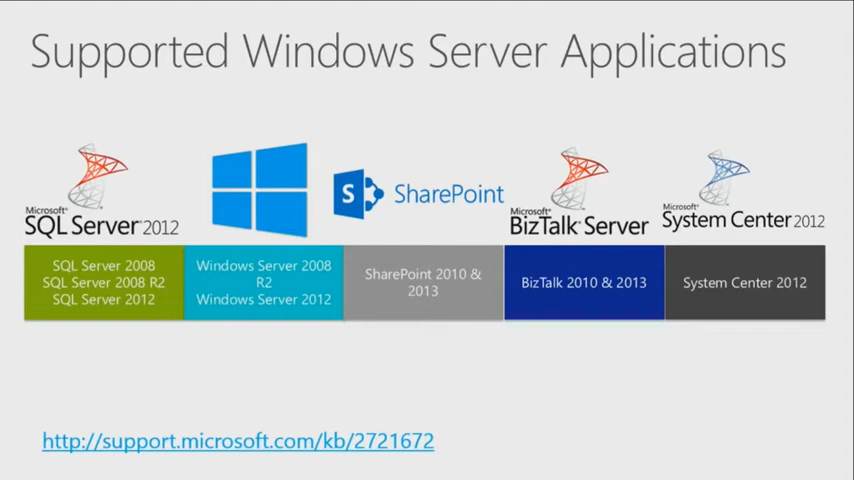 Supported Windows Server Applications
Microsoft®
SQL Server® 2012
S
SharePoint
Microsoft®
BizTalk® Server
Microsoft®
System Center 2012
SQL Server 2008
SQL Server 2008 R2
SQL Server 2012
Windows Server 2008
R2
Windows Server 2012
SharePoint 2010 &
2013
BizTalk 2010 & 2013
System Center 2012
http://support.microsoft.com/kb/2721672